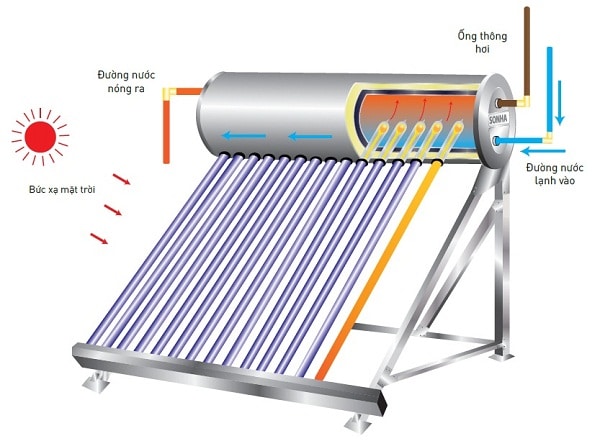 Ống thông
hơi
Đường nước
nóng ra
SONHA
Đường nước
lạnh vào
Bức xạ mặt trời